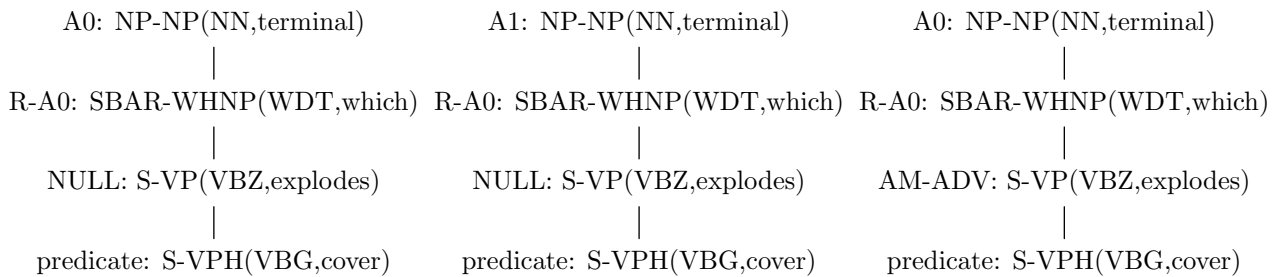 A0: NP-NP(NN,terminal) A1: NP-NP(NN,terminal) A0: NP-NP(NN,terminal)
R-A0: SBAR-WHNP(WDT,which) R-A0: SBAR-WHNP(WDT,which) R-A0: SBAR-WHNP(WDT,which)
NULL: S-VP(VBZ,explodes) NULL: S-VP(VBZ,explodes) AM-ADV: S-VP(VBZ,explodes)
predicate: S-VPH(VBG,cover) predicate: S-VPH(VBG,cover) predicate: S-VPH(VBG,cover)